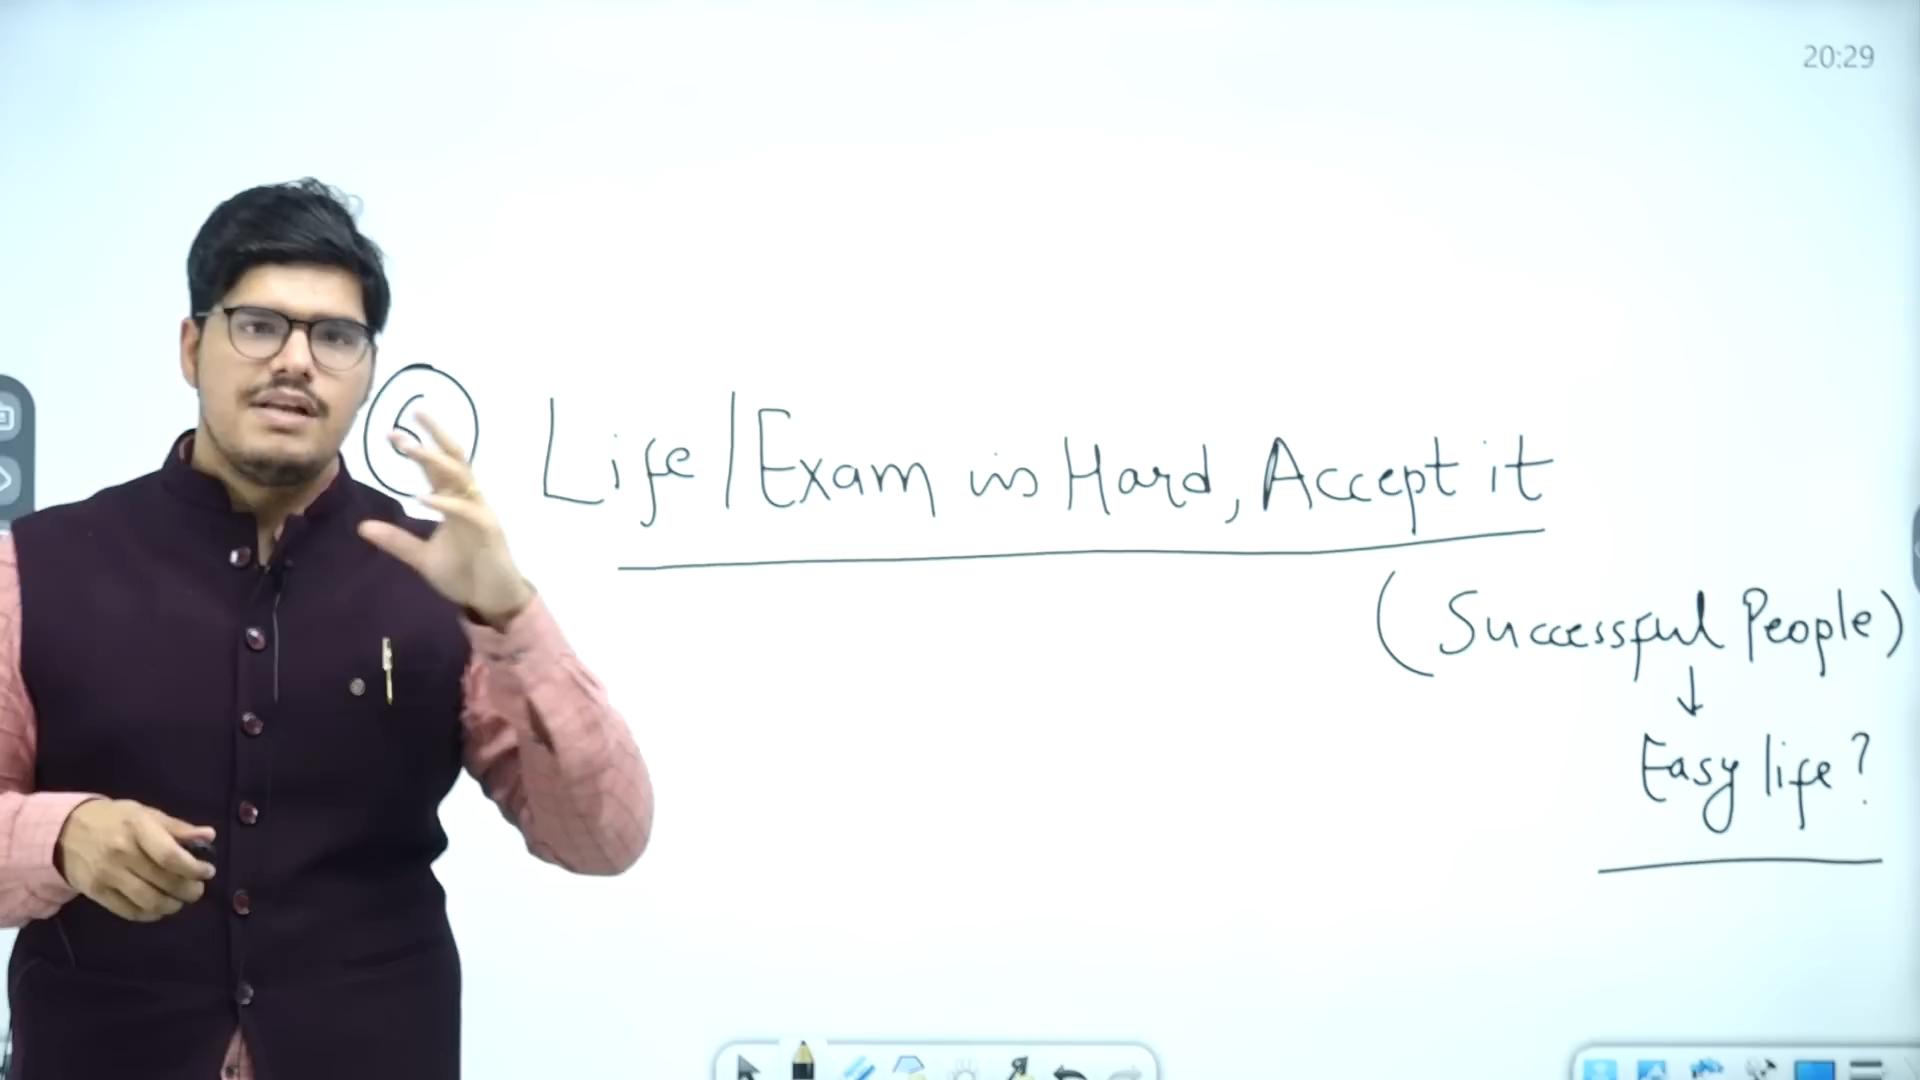 20:29
Life/Exam is Hard, Accept it
(Successful People)
↓
Easy life?